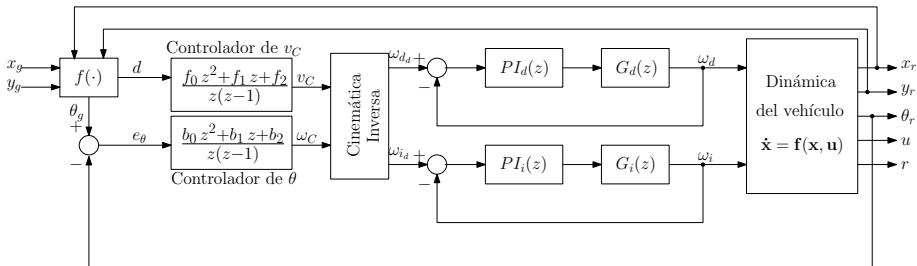 x_g
y_g
f(·)
d
θ_g
+
−
e_θ
Controlador de v_C
f_0 z^2+f_1 z+f_2
z(z−1)
v_C
b_0 z^2+b_1 z+b_2
z(z−1)
ω_C
Controlador de θ
Cinemática
Inversa
ω_{d_d}
+
−
PI_d(z)
G_d(z)
ω_d
ω_{i_d}
+
−
PI_i(z)
G_i(z)
ω_i
Dinámica
del vehículo
ẋ = f(x, u)
x_r
y_r
θ_r
u
r